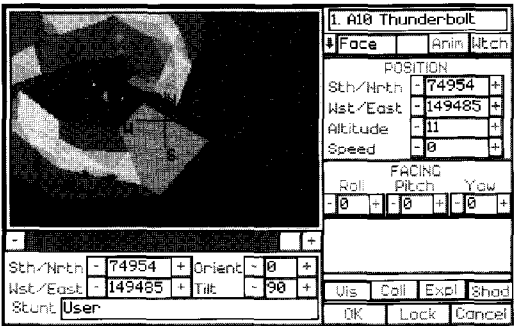 1. A10 Thunderbolt
Face Anim Wtch
POSITION
Sth/Nrth - 74954 +
Wst/East - 149485 +
Altitude - 11 +
Speed - 0 +
FACING
Roll Pitch Yaw
- 0 + - 0 + - 0 +
N
W
S
- +
Sth/Nrth - 74954 + Orient - 0 +
Wst/East - 149485 + Tilt - 90 +
Stunt User
Vis Coli Expl Shad
OK Lock Cancel